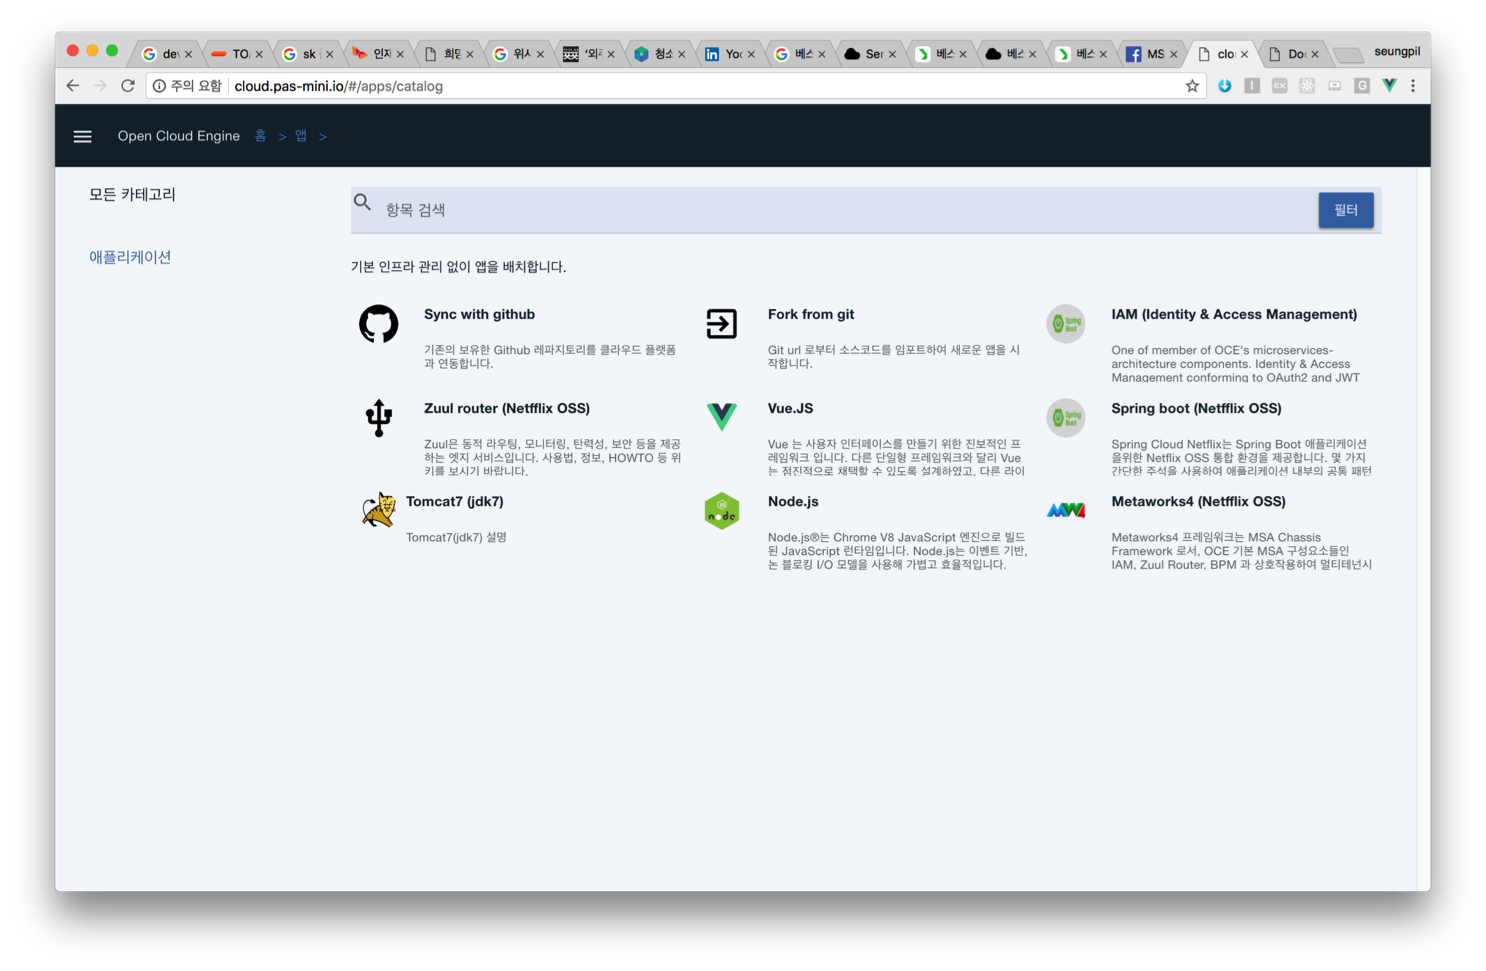 de
TO
sk
인자
희망
위시
'외
청소
You
베스
Ser
베스
베스
베스
MS
clo
Do
seungpil
주의 요함
cloud.pas-mini.io/#/apps/catalog
Open Cloud Engine 홈 > 앱 >
모든 카테고리
애플리케이션
항목 검색
필터
기본 인프라 관리 없이 앱을 배치합니다.
Sync with github
기존의 보유한 Github 레파지토리를 클라우드 플랫폼
과 연동합니다.
Fork from git
Git url 로부터 소스코드를 임포트하여 새로운 앱을 시
작합니다.
IAM (Identity & Access Management)
One of member of OCE's microservices-
architecture components. Identity & Access
Management conforming to OAuth2 and JWT
Zuul router (Netfflix OSS)
Zuul은 동적 라우팅, 모니터링, 탄력성, 보안 등을 제공
하는 엣지 서비스입니다. 사용법, 정보, HOWTO 등 위
키를 보시기 바랍니다.
Vue.JS
Vue 는 사용자 인터페이스를 만들기 위한 진보적인 프
레임워크 입니다. 다른 단일형 프레임워크와 달리 Vue
는 점진적으로 채택할 수 있도록 설계하였고. 다른 라이
Spring boot (Netfflix OSS)
Spring Cloud Netflix는 Spring Boot 애플리케이션
을위한 Netflix OSS 통합 환경을 제공합니다. 몇 가지
간단한 주석을 사용하여 애플리케이션 내부의 공통 패턴
Tomcat7 (jdk7)
Tomcat7(jdk7) 설명
Node.js
Node.js®는 Chrome V8 JavaScript 엔진으로 빌드
된 JavaScript 런타임입니다. Node.js는 이벤트 기반,
논 블로킹 I/O 모델을 사용해 가볍고 효율적입니다.
Metaworks4 (Netfflix OSS)
Metaworks4 프레임워크는 MSA Chassis
Framework 로서, OCE 기본 MSA 구성요소들인
IAM, Zuul Router, BPM 과 상호작용하여 멀티테넌시